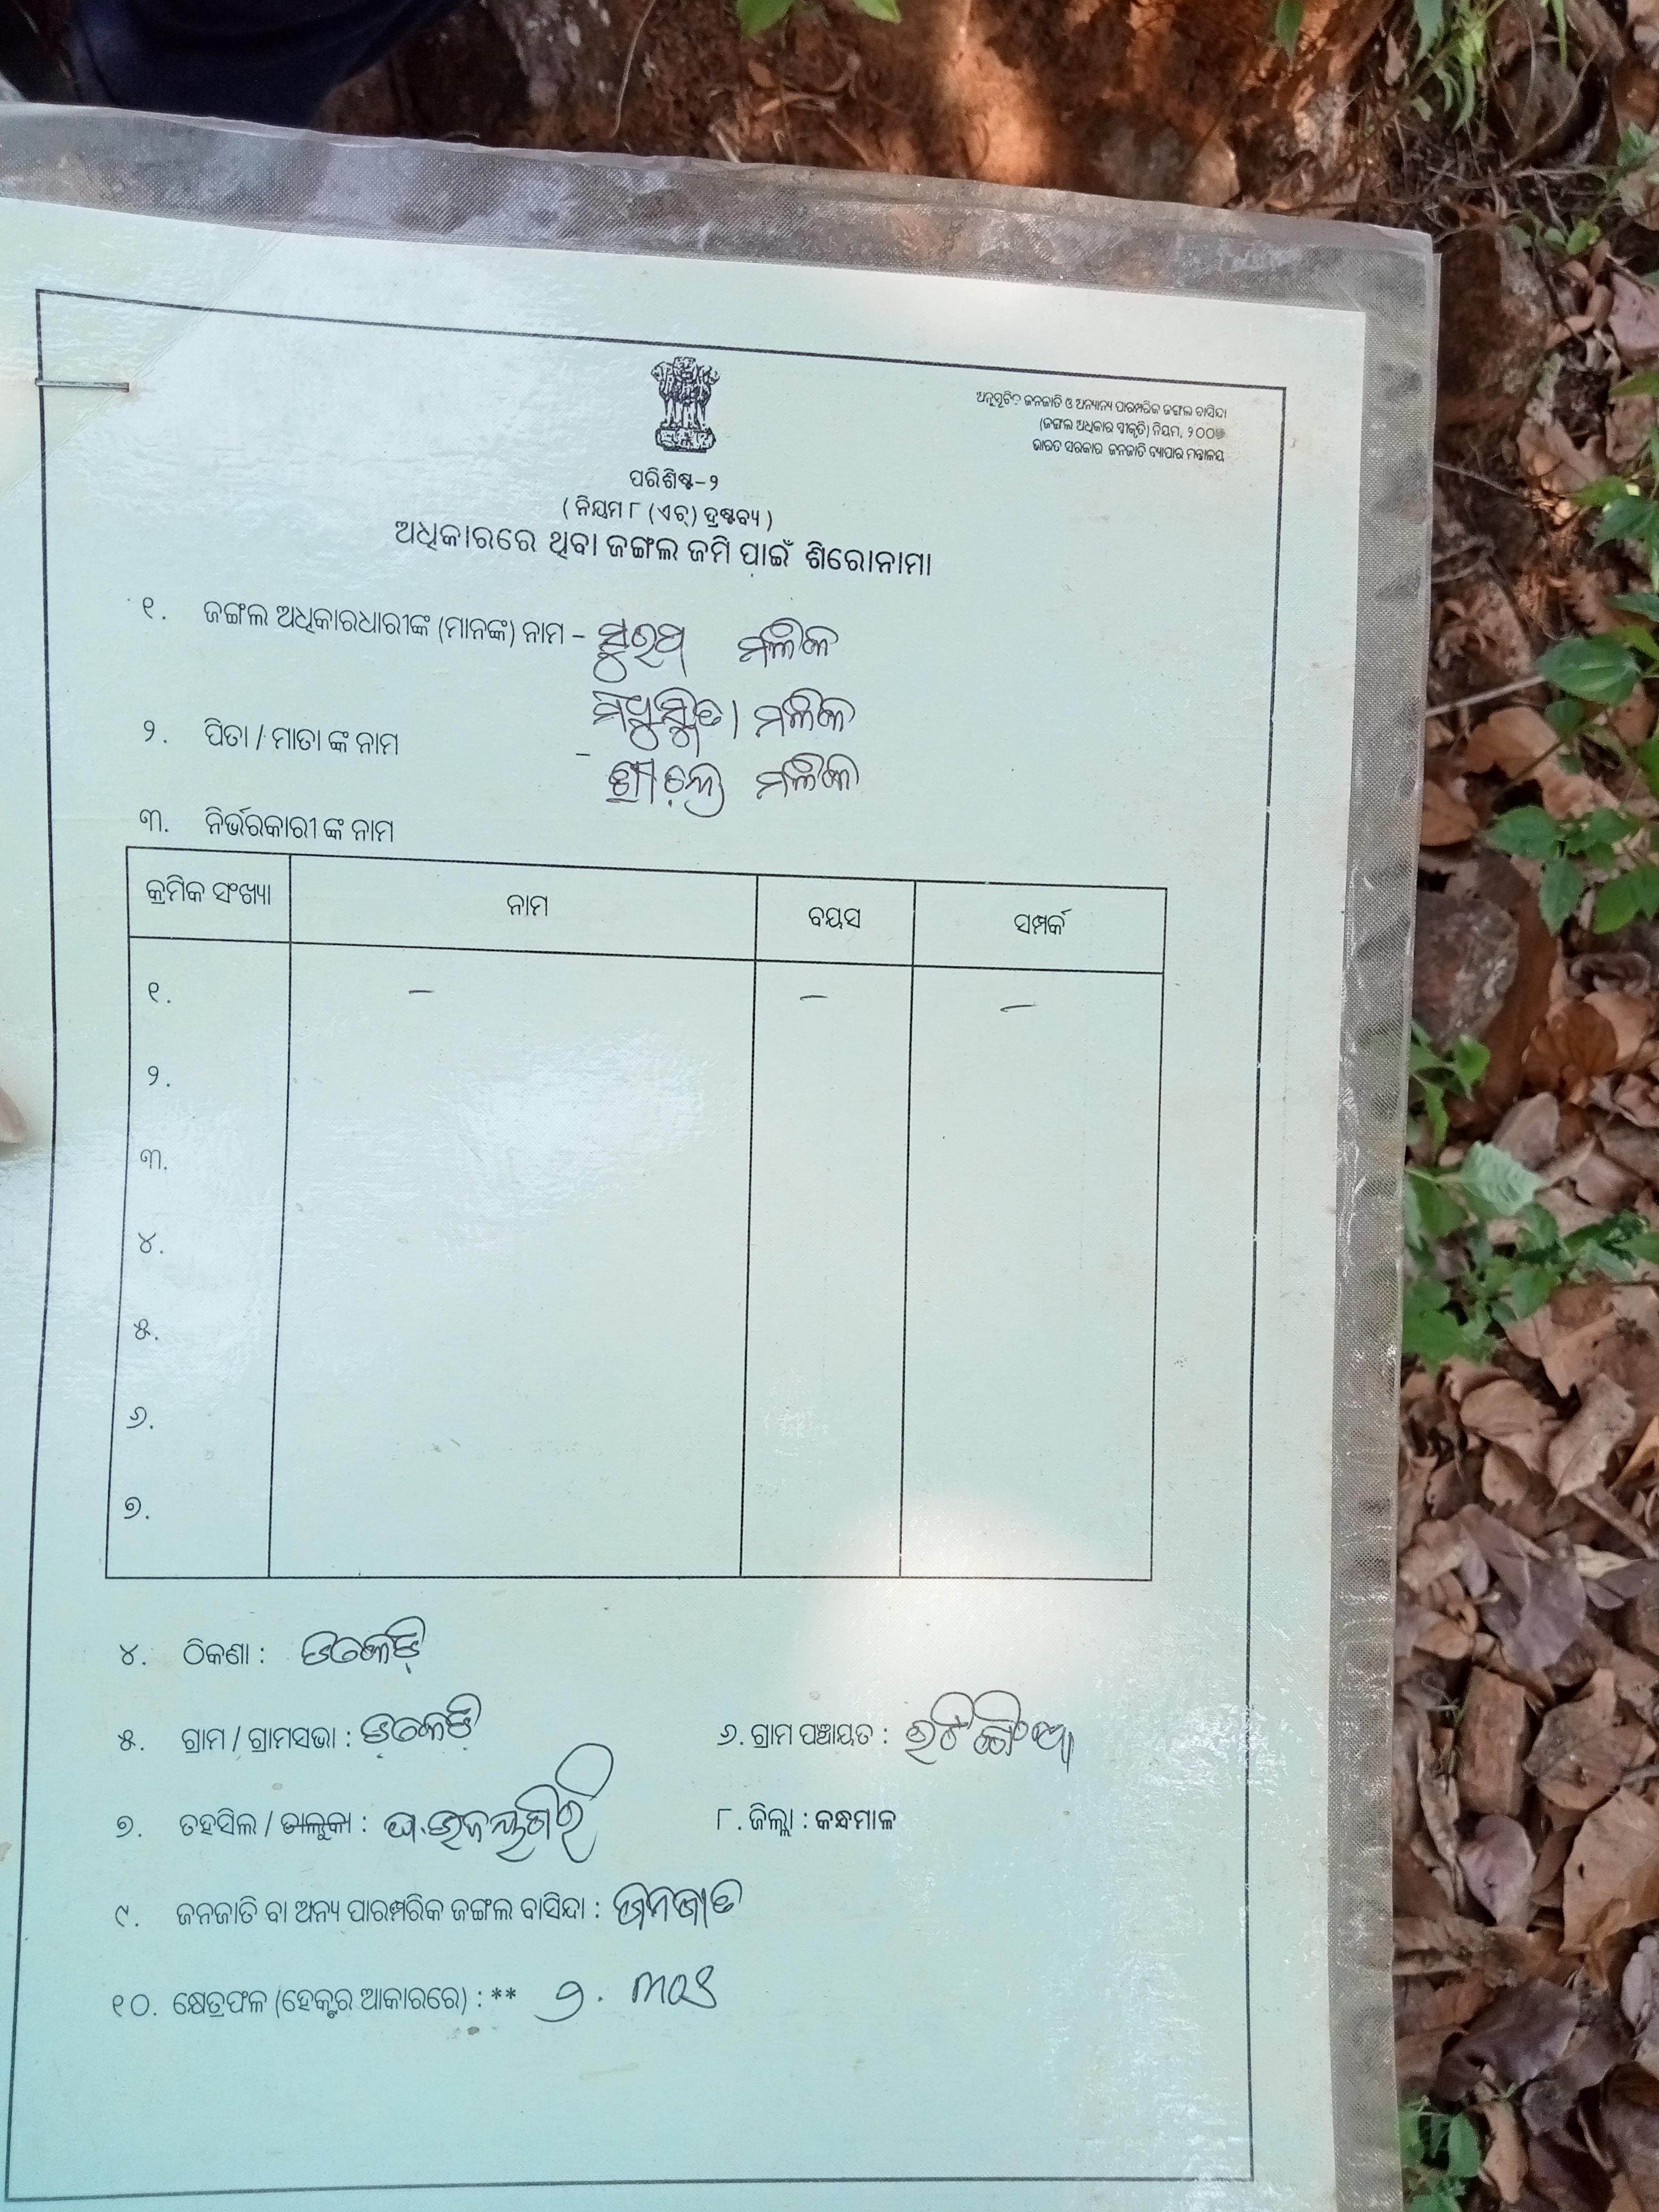 ଅନୁସୂଚିତ ଜନଜାତି ଓ ଅନ୍ୟାନ୍ୟ ପାରମ୍ପରିକ ଜଙ୍ଗଲ ବାସିନ୍ଦା
(ଜଙ୍ଗଲ ଅଧିକାର ସ୍ୱୀକୃତି) ନିୟମ, ୨୦୦୭
ଭାରତ ସରକାର ଜନଜାତି ବ୍ୟାପାର ମନ୍ତ୍ରାଳୟ
ପରିଶିଷ୍ଟ-୨
( ନିୟମ ୮ (ଏଚ୍) ଦ୍ରଷ୍ଟବ୍ୟ )
ଅଧିକାରରେ ଥିବା ଜଙ୍ଗଲ ଜମି ପାଇଁ ଶିରୋନାମା
୧. ଜଙ୍ଗଲ ଅଧିକାରଧାରୀଙ୍କ (ମାନଙ୍କ) ନାମ - ମଲିକ
ମଲିକ
୨. ପିତା / ମାତା ଙ୍କ ନାମ -
ମଲିକ
୩. ନିର୍ଭରକାରୀ ଙ୍କ ନାମ
କ୍ରମିକ ସଂଖ୍ୟା ନାମ ବୟସ ସମ୍ପର୍କ
୧. – – –
୨.
୩.
୪.
୫.
୬.
୭.
୪. ଠିକଣା :
୫. ଗ୍ରାମ / ଗ୍ରାମସଭା :
୬. ଗ୍ରାମ ପଞ୍ଚାୟତ :
୭. ତହସିଲ / ତାଲୁକା : ଘ.ଉଦୟଗିରି
୮. ଜିଲ୍ଲା : କନ୍ଧମାଳ
୯. ଜନଜାତି ବା ଅନ୍ୟ ପାରମ୍ପରିକ ଜଙ୍ଗଲ ବାସିନ୍ଦା : ଜନଜାତି
୧୦. କ୍ଷେତ୍ରଫଳ (ହେକ୍ଟର ଆକାରରେ) : **